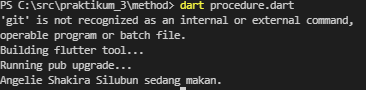 PS C:\src\praktikum_3\method> dart procedure.dart
'git' is not recognized as an internal or external command,
operable program or batch file.
Building flutter tool...
Running pub upgrade...
Angelie Shakira Silubun sedang makan.